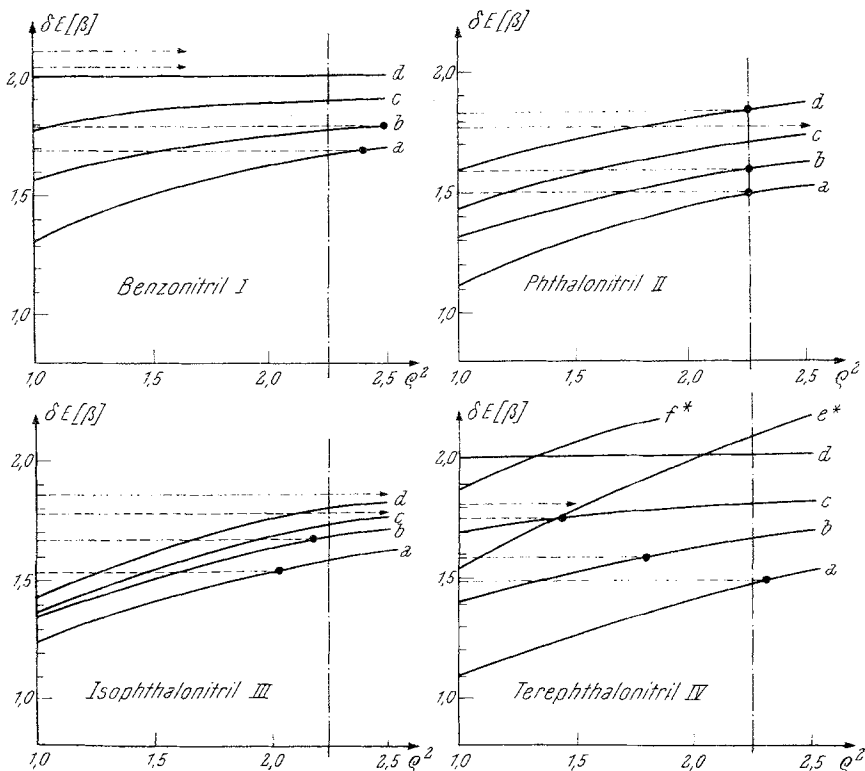 δE[β]
2,0
1,5
1,0
d
c
b
a
Benzonitril I
1,0 1,5 2,0 2,5 ϱ²
δE[β]
2,0
1,5
1,0
d
c
b
a
Phthalonitril II
1,0 1,5 2,0 2,5 ϱ²
δE[β]
2,0
1,5
1,0
d
c
b
a
Isophthalonitril III
1,0 1,5 2,0 2,5 ϱ²
δE[β]
2,0
1,5
1,0
f* e*
d
c
b
a
Terephthalonitril IV
1,0 1,5 2,0 2,5 ϱ²